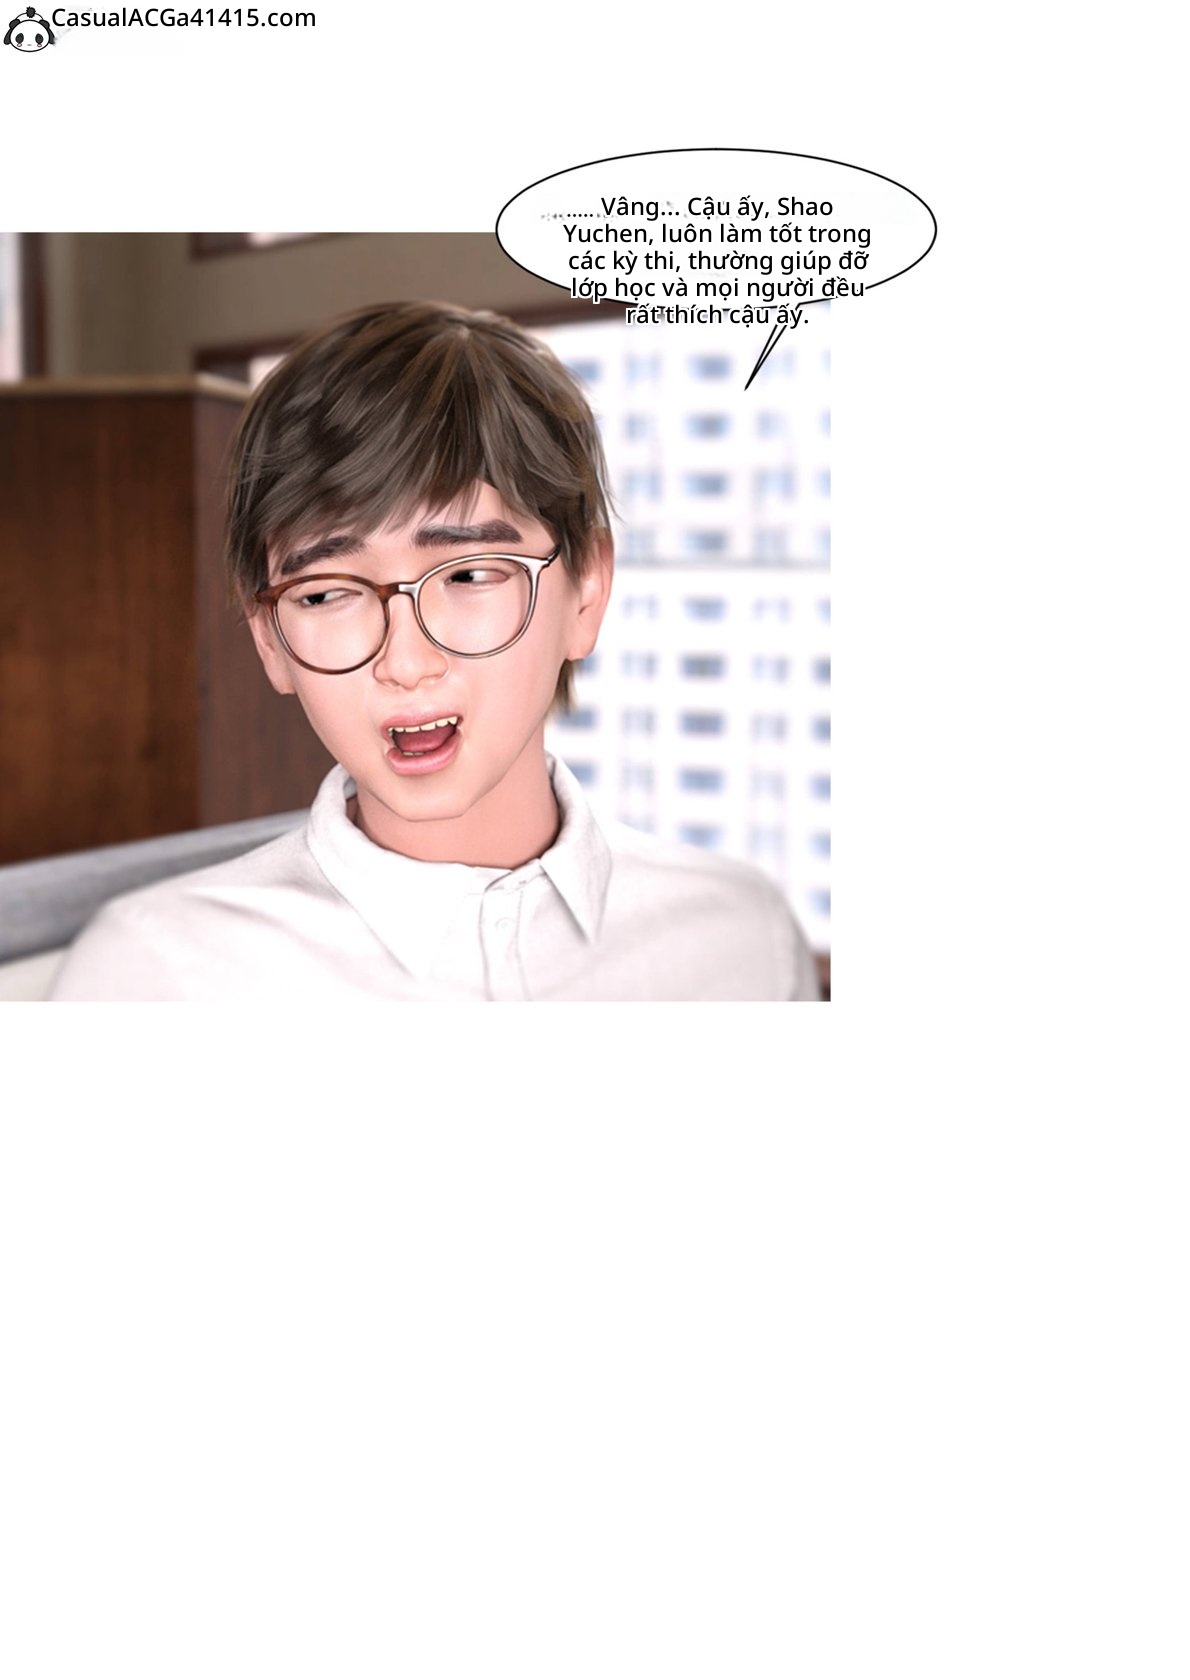 CasualACGa41415.com
..... Vâng... Cậu ấy, Shao
Yuchen, luôn làm tốt trong
các kỳ thi, thường giúp đỡ
lớp học và mọi người đều
rất thích cậu ấy.